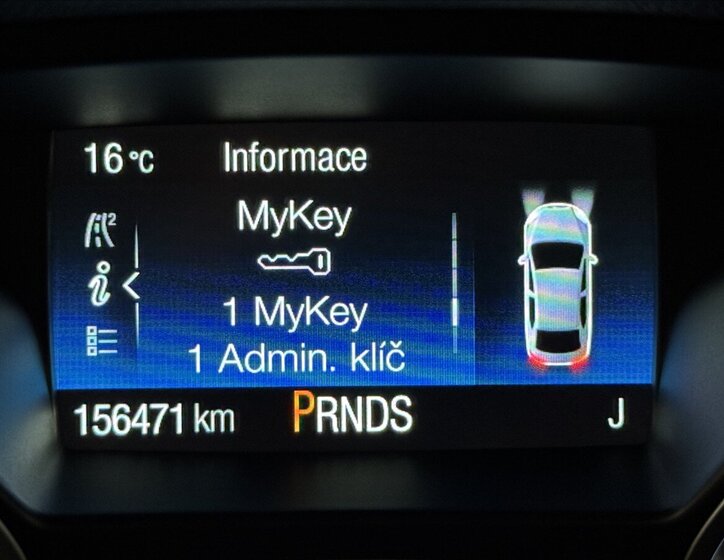 16 °C Informace
MyKey
1 MyKey
1 Admin. klíč
156471 km PRNDS J